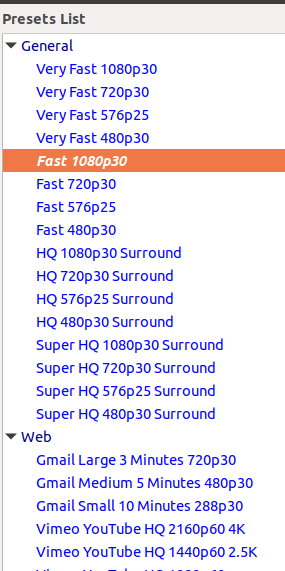 Presets List
General
Very Fast 1080p30
Very Fast 720p30
Very Fast 576p25
Very Fast 480p30
Fast 1080p30
Fast 720p30
Fast 576p25
Fast 480p30
HQ 1080p30 Surround
HQ 720p30 Surround
HQ 576p25 Surround
HQ 480p30 Surround
Super HQ 1080p30 Surround
Super HQ 720p30 Surround
Super HQ 576p25 Surround
Super HQ 480p30 Surround
Web
Gmail Large 3 Minutes 720p30
Gmail Medium 5 Minutes 480p30
Gmail Small 10 Minutes 288p30
Vimeo YouTube HQ 2160p60 4K
Vimeo YouTube HQ 1440p60 2.5K